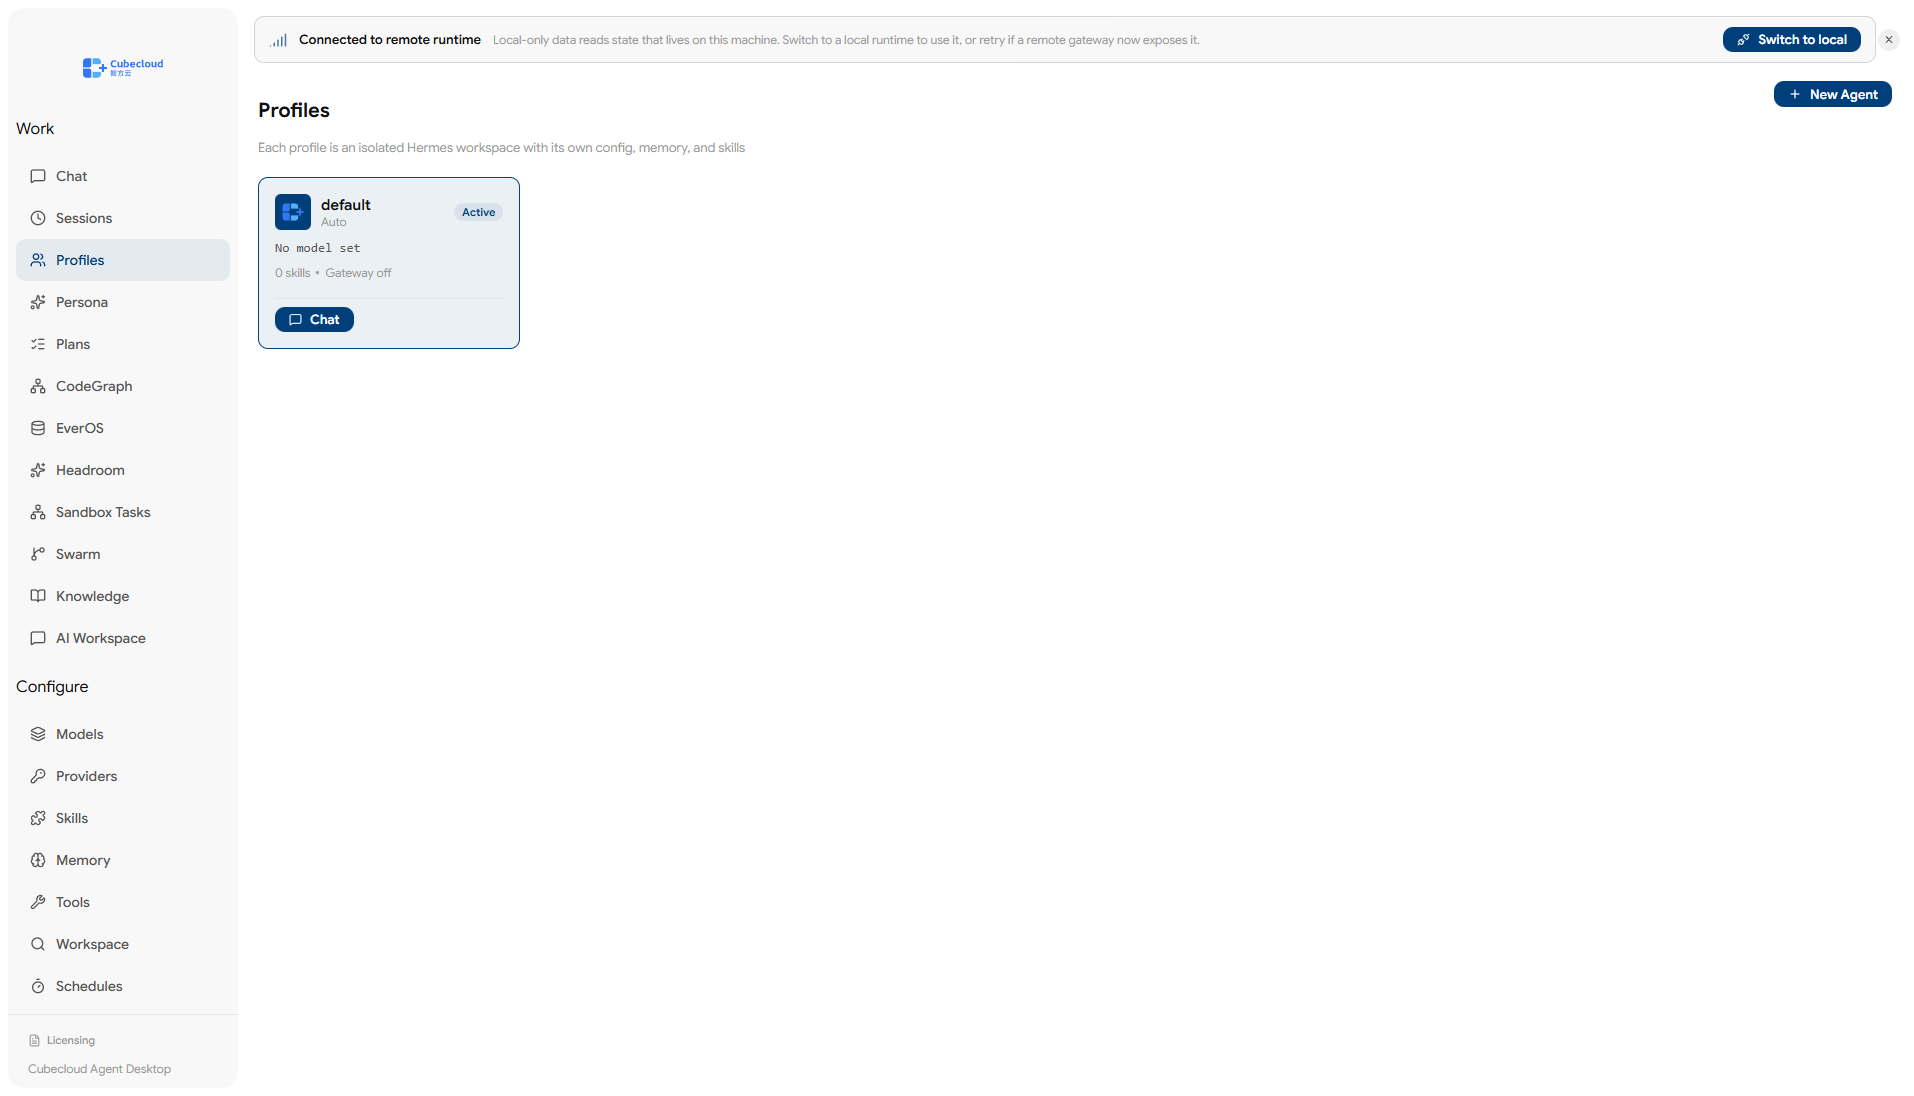 Cubecloud
智方云
Work
Chat
Sessions
Profiles
Persona
Plans
CodeGraph
EverOS
Headroom
Sandbox Tasks
Swarm
Knowledge
AI Workspace
Configure
Models
Providers
Skills
Memory
Tools
Workspace
Schedules
Licensing
Cubecloud Agent Desktop
Connected to remote runtime Local-only data reads state that lives on this machine. Switch to a local runtime to use it, or retry if a remote gateway now exposes it.
Switch to local
New Agent
Profiles
Each profile is an isolated Hermes workspace with its own config, memory, and skills
default
Auto
Active
No model set
0 skills • Gateway off
Chat